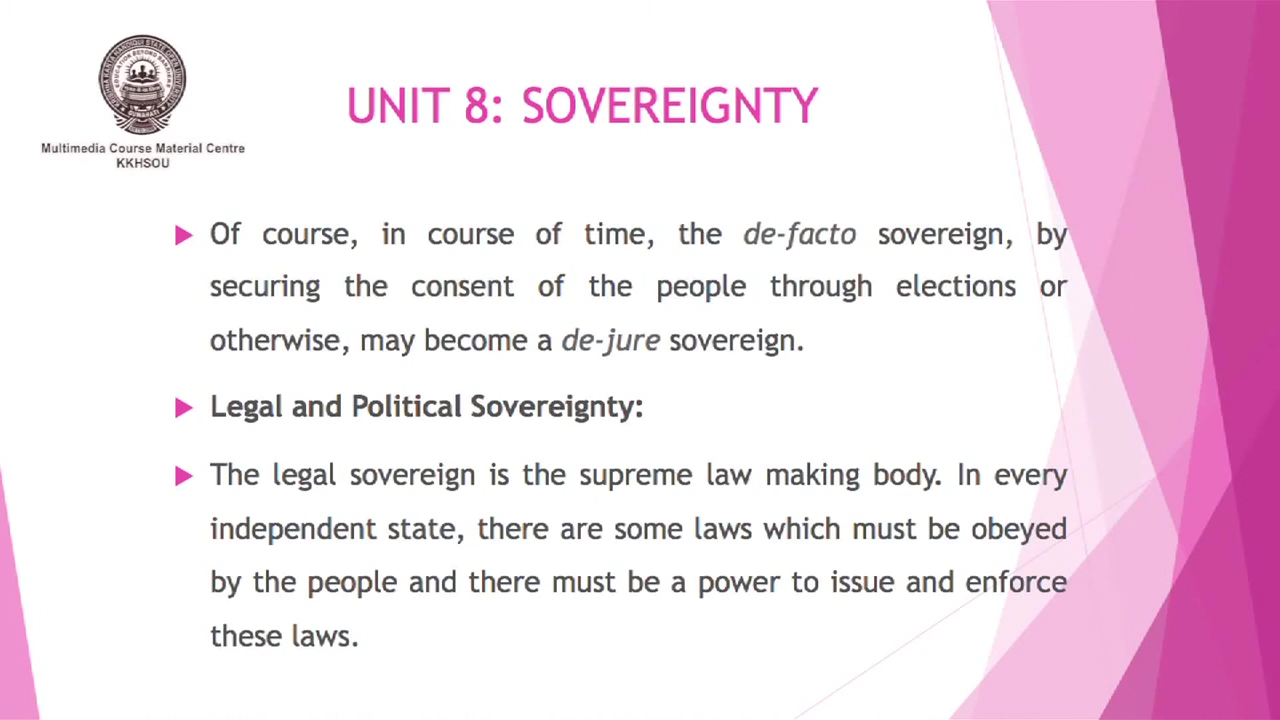 UNIT 8: SOVEREIGNTY
Multimedia Course Material Centre
KKHSOU
Of course, in course of time, the de-facto sovereign, by
securing the consent of the people through elections or
otherwise, may become a de-jure sovereign.
Legal and Political Sovereignty:
The legal sovereign is the supreme law making body. In every
independent state, there are some laws which must be obeyed
by the people and there must be a power to issue and enforce
these laws.